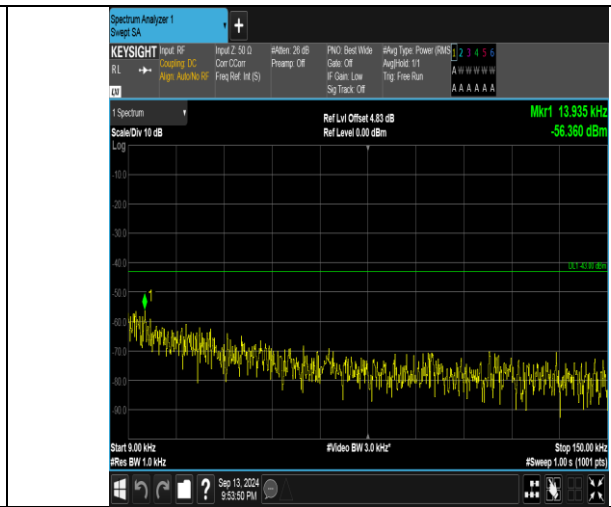 Spectrum Analyzer 1
Swept SA
+
KEYSIGHT
RL
LXI
Input: RF
Coupling: DC
Align: Auto/No RF
Input Z: 50 Ω
Corr CCorr
Freq Ref: Int (S)
#Atten: 26 dB
Preamp: Off
PNO: Best Wide
Gate: Off
IF Gain: Low
Sig Track: Off
#Avg Type: Power (RMS
Avg|Hold: 1/1
Trig: Free Run
1 2 3 4 5 6
A W W W W W
A A A A A A
1 Spectrum
Scale/Div 10 dB
Ref Lvl Offset 4.83 dB
Ref Level 0.00 dBm
Mkr1 13.935 kHz
-56.360 dBm
Log
-10.0
-20.0
-30.0
-40.0
DL1 -43.00 dBm
-50.0
1
-60.0
-70.0
-80.0
-90.0
Start 9.00 kHz
#Res BW 1.0 kHz
#Video BW 3.0 kHz*
Stop 150.00 kHz
#Sweep 1.00 s (1001 pts)
?
Sep 13, 2024
9:53:50 PM